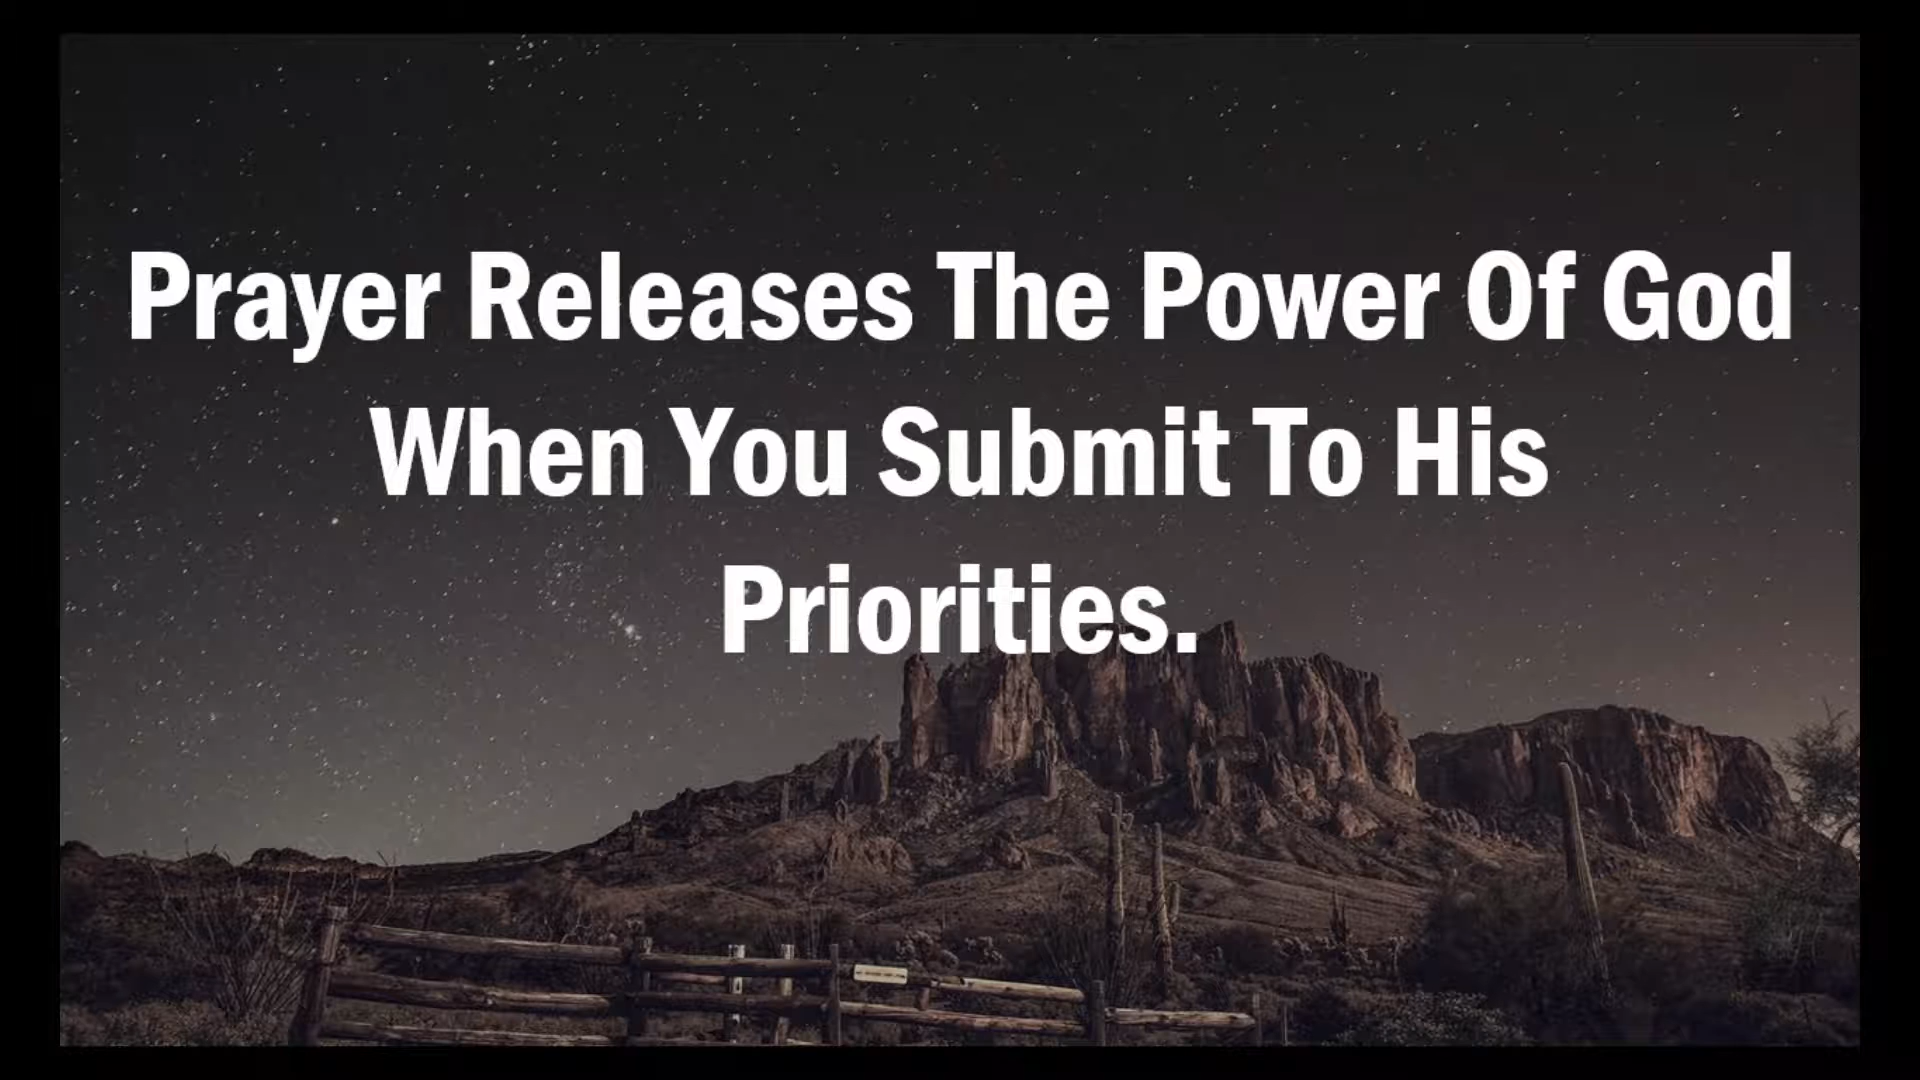 Prayer Releases The Power Of God
When You Submit To His
Priorities.